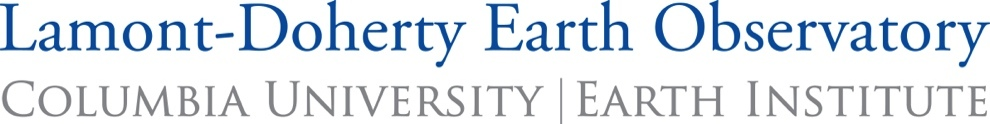 Lamont-Doherty Earth Observatory
Columbia University | Earth Institute